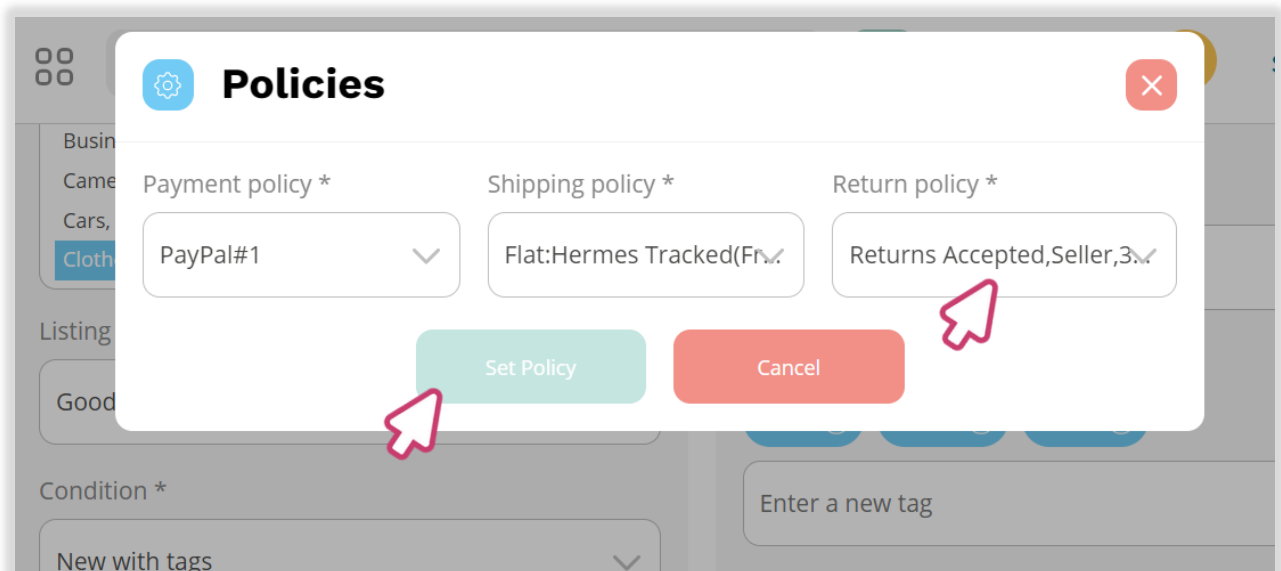 Policies
Busin
Came
Cars,
Cloth
Payment policy *
Shipping policy *
Return policy *
PayPal#1
Flat:Hermes Tracked(Fr...
Returns Accepted,Seller,3...
Set Policy
Cancel
Listing
Good
Condition *
New with tags
Enter a new tag